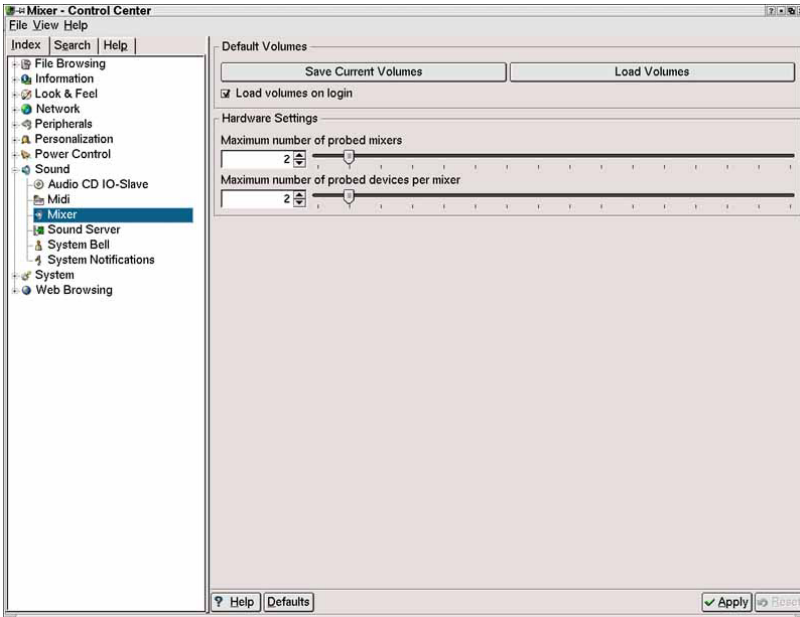 Mixer - Control Center
File View Help
Index Search Help
File Browsing
Information
Look & Feel
Network
Peripherals
Personalization
Power Control
Sound
Audio CD IO-Slave
Midi
Mixer
Sound Server
System Bell
System Notifications
System
Web Browsing
Default Volumes
Save Current Volumes Load Volumes
Load volumes on login
Hardware Settings
Maximum number of probed mixers
2
Maximum number of probed devices per mixer
2
? Help Defaults Apply Reset